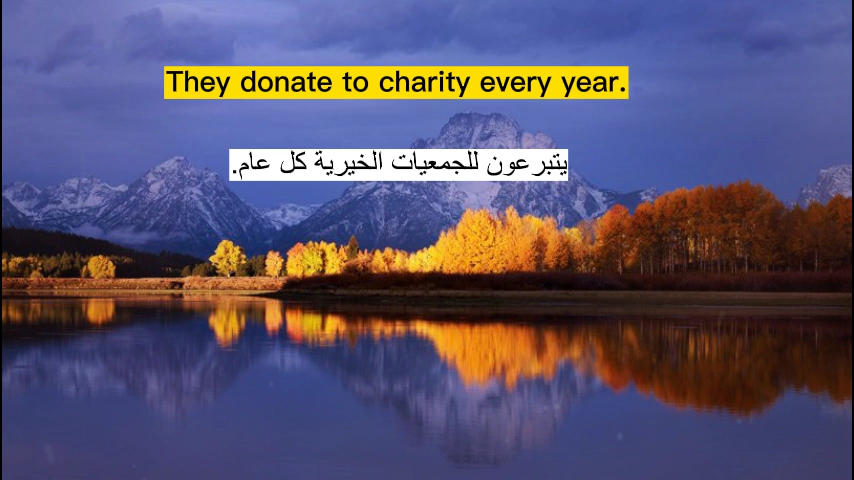 They donate to charity every year.
يتبرعون للجمعيات الخيرية كل عام.